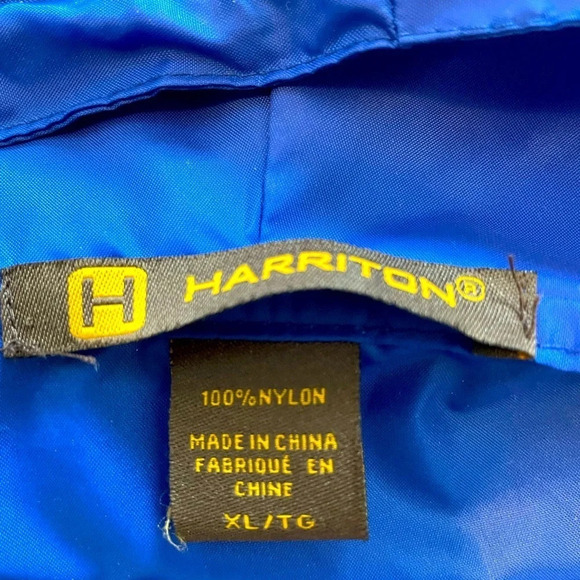 H HARRITON®
100% NYLON
MADE IN CHINA
FABRIQUÉ EN
CHINE
XL/TG